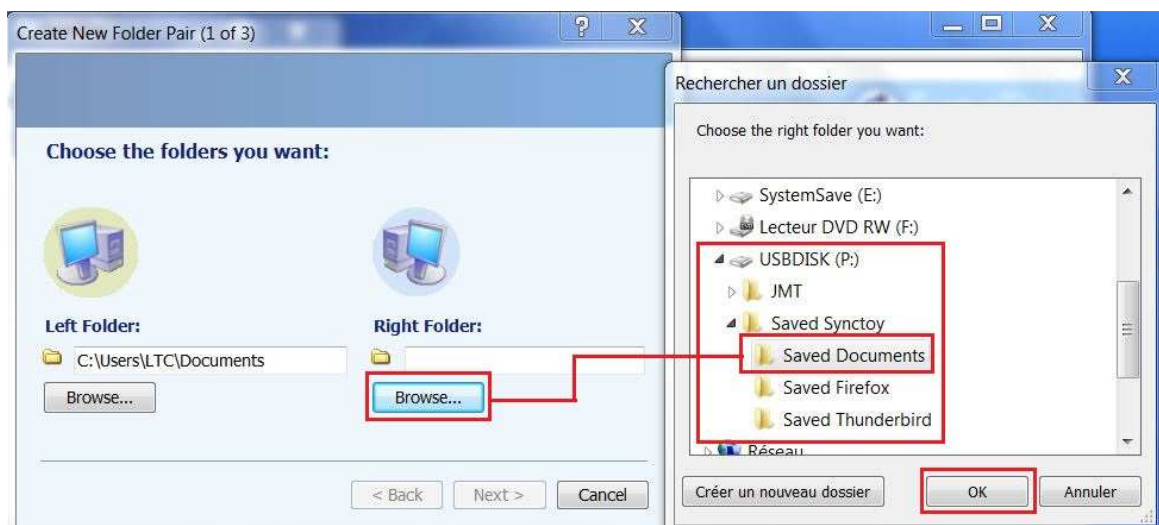 Create New Folder Pair (1 of 3)
Choose the folders you want:
Left Folder:
C:\Users\LTC\Documents
Browse...
Right Folder:
Browse...
< Back
Next >
Cancel
Rechercher un dossier
Choose the right folder you want:
SystemSave (E:)
Lecteur DVD RW (F:)
USBDISK (P:)
JMT
Saved Synctoy
Saved Documents
Saved Firefox
Saved Thunderbird
Réseau
Créer un nouveau dossier
OK
Annuler